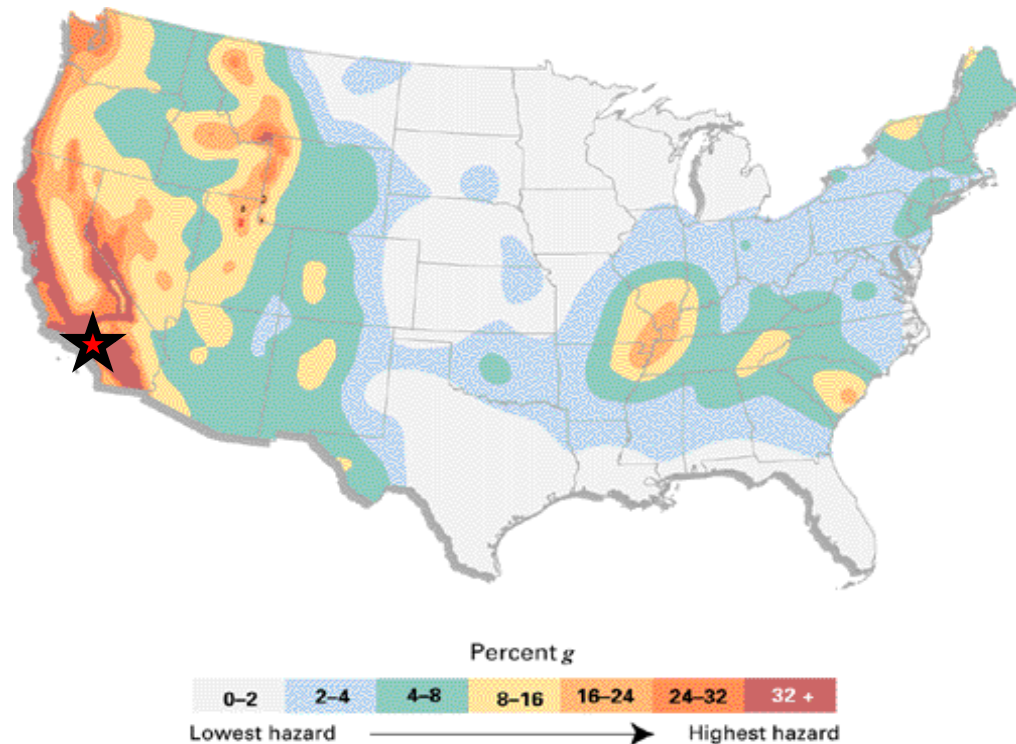 Percent g
0–2 2–4 4–8 8–16 16–24 24–32 32 +
Lowest hazard Highest hazard